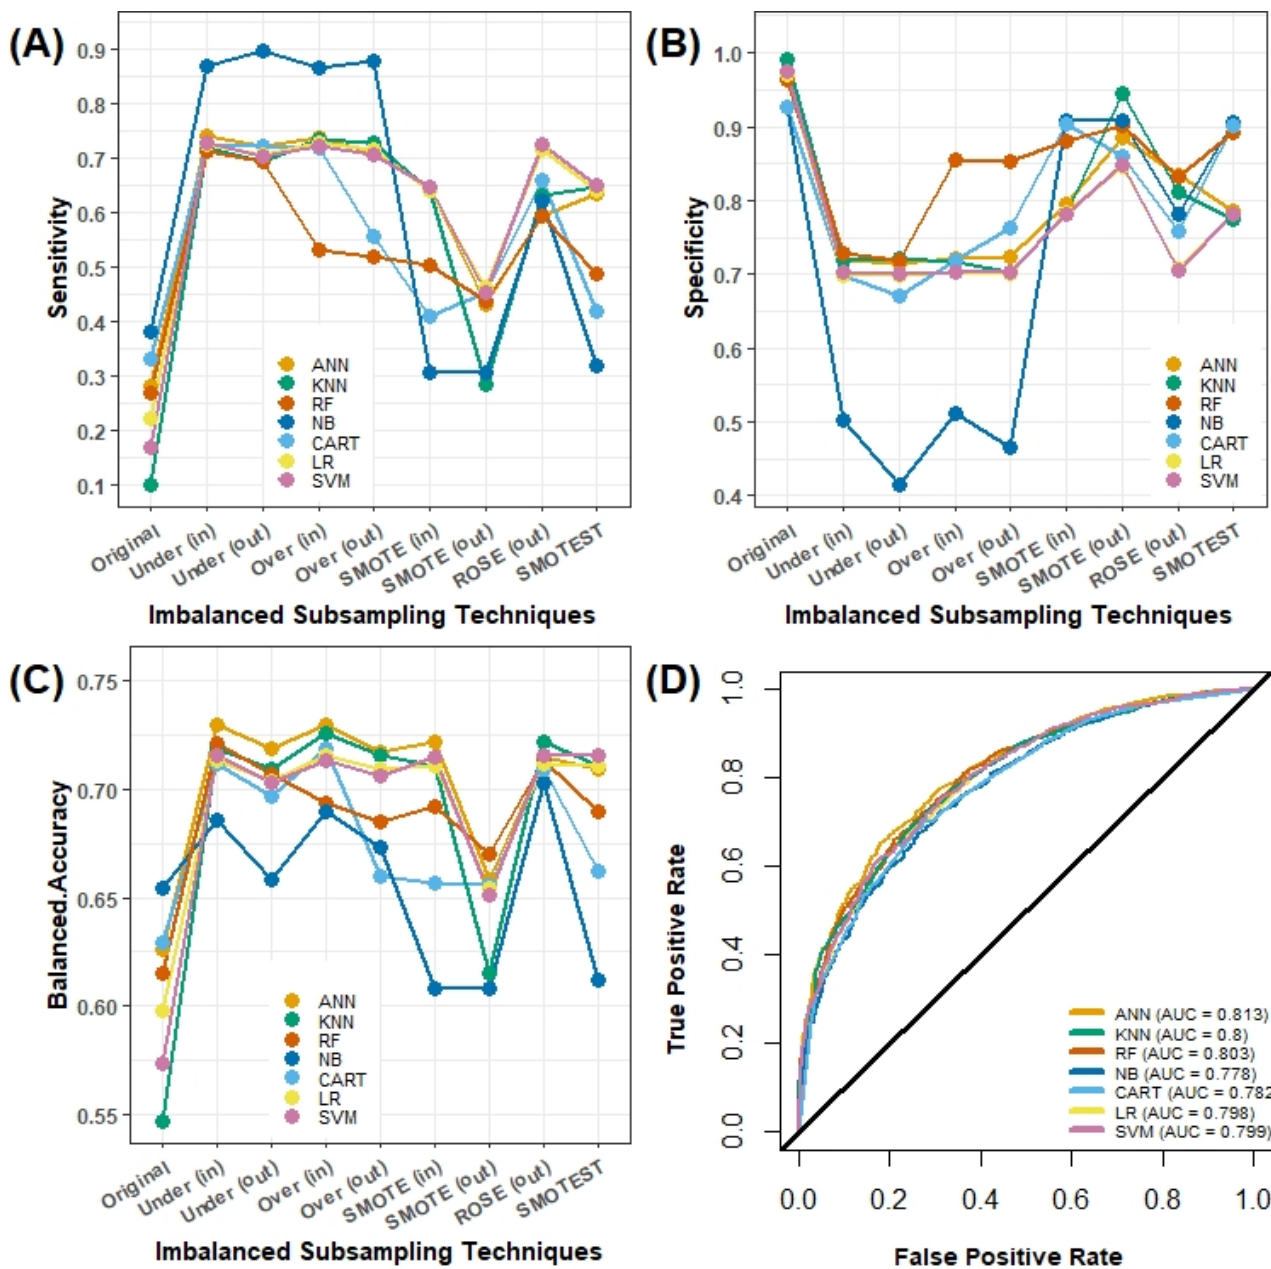 (A)
Sensitivity
0.9
0.8
0.7
0.6
0.5
0.4
0.3
0.2
0.1
ANN
KNN
RF
NB
CART
LR
SVM
Original
Under (in)
Under (out)
Over (in)
Over (out)
SMOTE (in)
SMOTE (out)
ROSE (out)
SMOTEST
Imbalanced Subsampling Techniques
(B)
Specificity
1.0
0.9
0.8
0.7
0.6
0.5
0.4
ANN
KNN
RF
NB
CART
LR
SVM
Original
Under (in)
Under (out)
Over (in)
Over (out)
SMOTE (in)
SMOTE (out)
ROSE (out)
SMOTEST
Imbalanced Subsampling Techniques
(C)
Balanced.Accuracy
0.75
0.70
0.65
0.60
0.55
ANN
KNN
RF
NB
CART
LR
SVM
Original
Under (in)
Under (out)
Over (in)
Over (out)
SMOTE (in)
SMOTE (out)
ROSE (out)
SMOTEST
Imbalanced Subsampling Techniques
(D)
True Positive Rate
1.0
0.8
0.6
0.4
0.2
0.0
ANN (AUC = 0.813)
KNN (AUC = 0.8)
RF (AUC = 0.803)
NB (AUC = 0.778)
CART (AUC = 0.782
LR (AUC = 0.798)
SVM (AUC = 0.799)
0.0 0.2 0.4 0.6 0.8 1.0
False Positive Rate